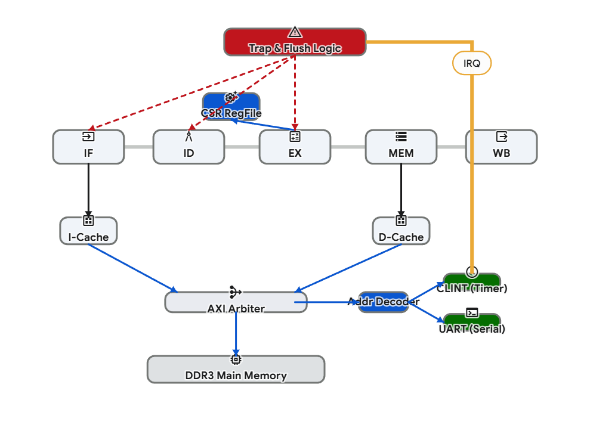 Trap & Flush Logic
IRQ
CSR RegFile
IF
ID
EX
MEM
WB
I-Cache
D-Cache
CLINT (Timer)
AXI Arbiter
Addr Decoder
UART (Serial)
DDR3 Main Memory